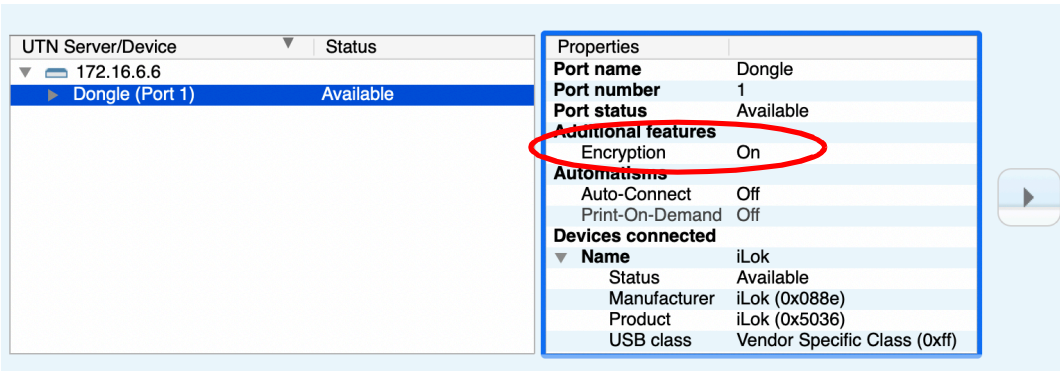 UTN Server/Device Status
172.16.6.6
Dongle (Port 1) Available
Properties
Port name Dongle
Port number 1
Port status Available
Additional features
Encryption On
Automatisms
Auto-Connect Off
Print-On-Demand Off
Devices connected
Name iLok
Status Available
Manufacturer iLok (0x088e)
Product iLok (0x5036)
USB class Vendor Specific Class (0xff)